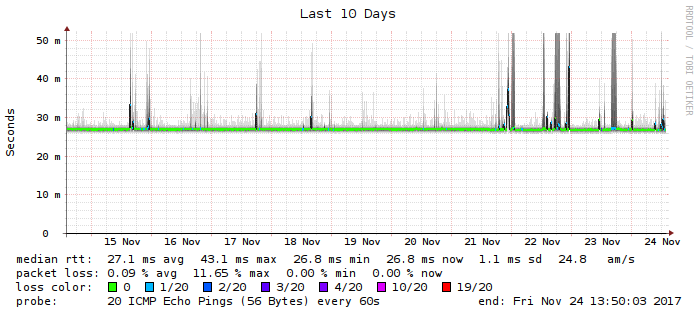 Last 10 Days
RRDTOOL / TOBI OETIKER
Seconds
50 m
40 m
30 m
20 m
10 m
0
15 Nov 16 Nov 17 Nov 18 Nov 19 Nov 20 Nov 21 Nov 22 Nov 23 Nov 24 Nov
median rtt: 27.1 ms avg 43.1 ms max 26.8 ms min 26.8 ms now 1.1 ms sd 24.8 am/s
packet loss: 0.09 % avg 11.65 % max 0.00 % min 0.00 % now
loss color: 0 1/20 2/20 3/20 4/20 10/20 19/20
probe: 20 ICMP Echo Pings (56 Bytes) every 60s end: Fri Nov 24 13:50:03 2017